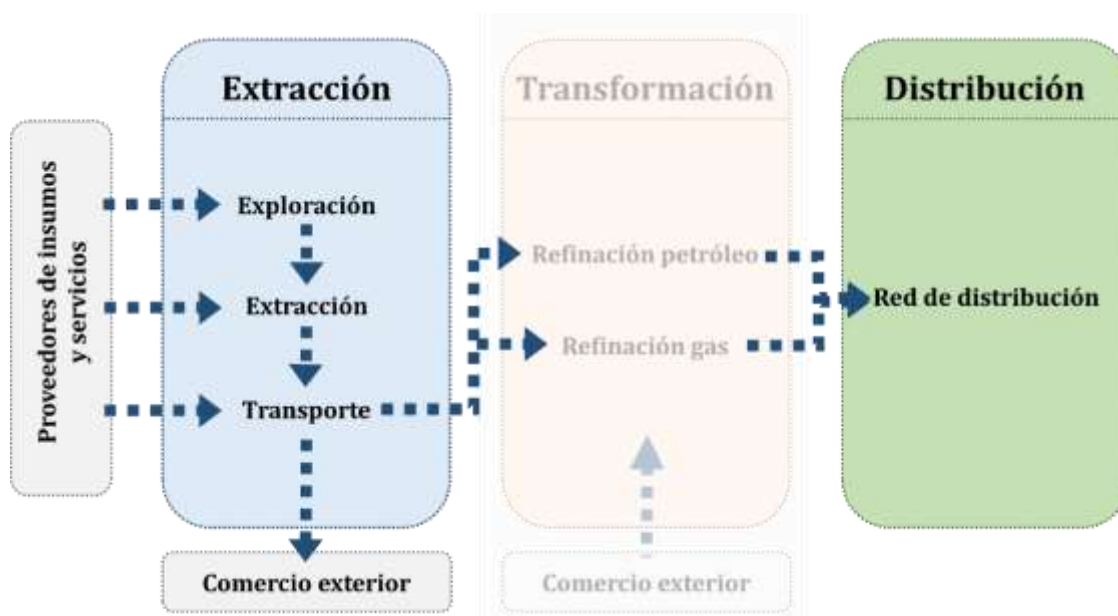 Extracción
Transformación
Distribución
Proveedores de insumos
y servicios
Exploración
Extracción
Transporte
Refinación petróleo
Refinación gas
Red de distribución
Comercio exterior
Comercio exterior